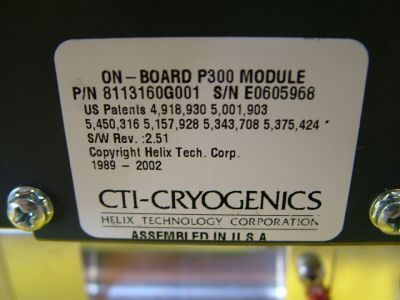 ON-BOARD P300 MODULE
P/N 8113160G001 S/N E0605968
US Patents 4,918,930 5,001,903
5,450,316 5,157,928 5,343,708 5,375,424 *
S/W Rev. :2.51
Copyright Helix Tech. Corp.
1989 - 2002
CTI-CRYOGENICS
HELIX TECHNOLOGY CORPORATION
ASSEMBLED IN U.S.A